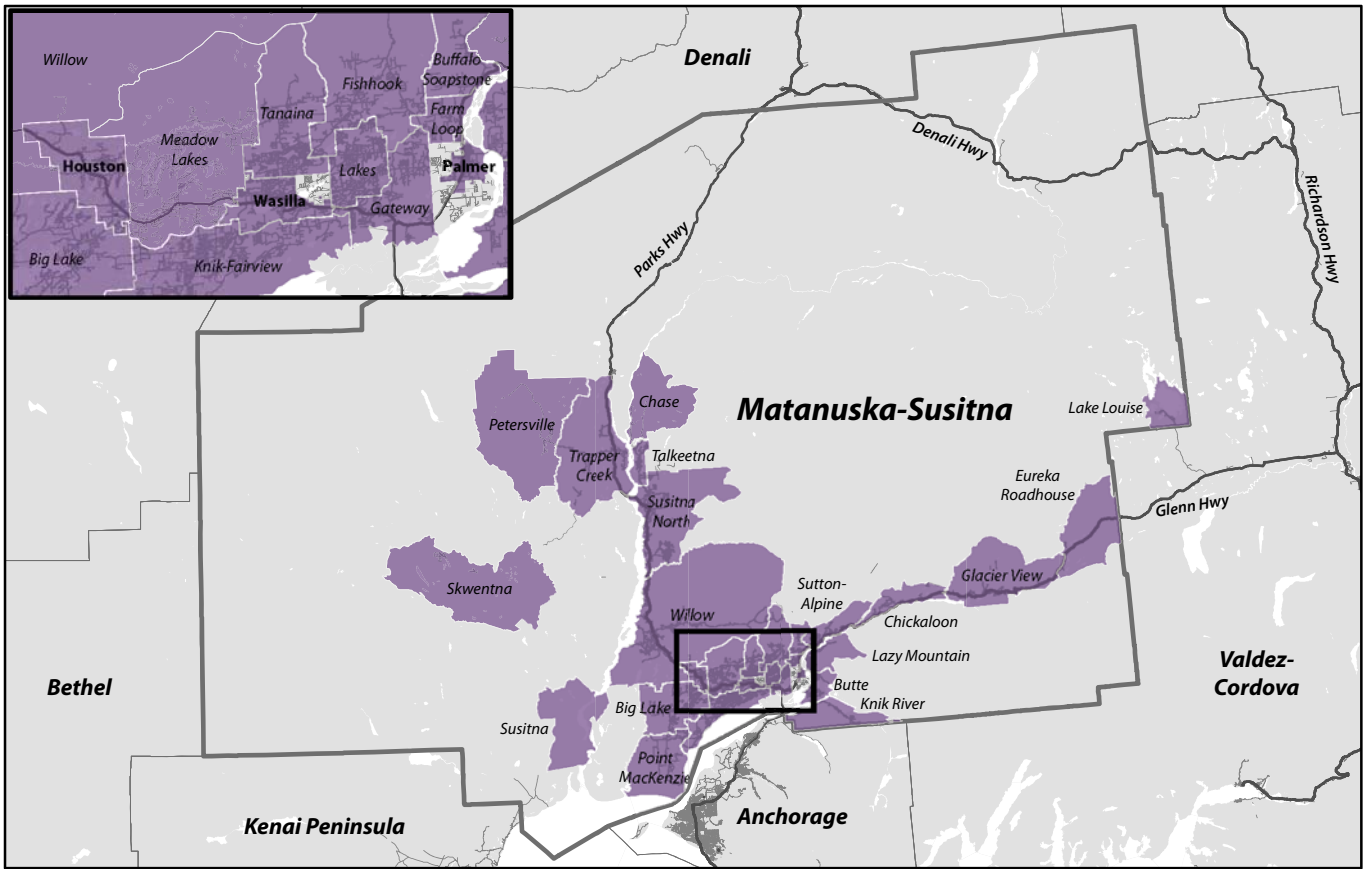 Willow
Fishhook
Buffalo
Soapstone
Tanaina
Farm
Loop
Meadow
Lakes
Houston
Lakes
Palmer
Wasilla
Gateway
Big Lake
Knik-Fairview
Denali
Denali Hwy
Parks Hwy
Richardson Hwy
Matanuska-Susitna
Chase
Lake Louise
Petersville
Trapper
Creek
Talkeetna
Susitna
North
Eureka
Roadhouse
Glenn Hwy
Skwentna
Glacier View
Sutton-
Alpine
Willow
Chickaloon
Lazy Mountain
Bethel
Butte
Valdez-
Cordova
Knik River
Big Lake
Susitna
Point
MacKenzie
Anchorage
Kenai Peninsula